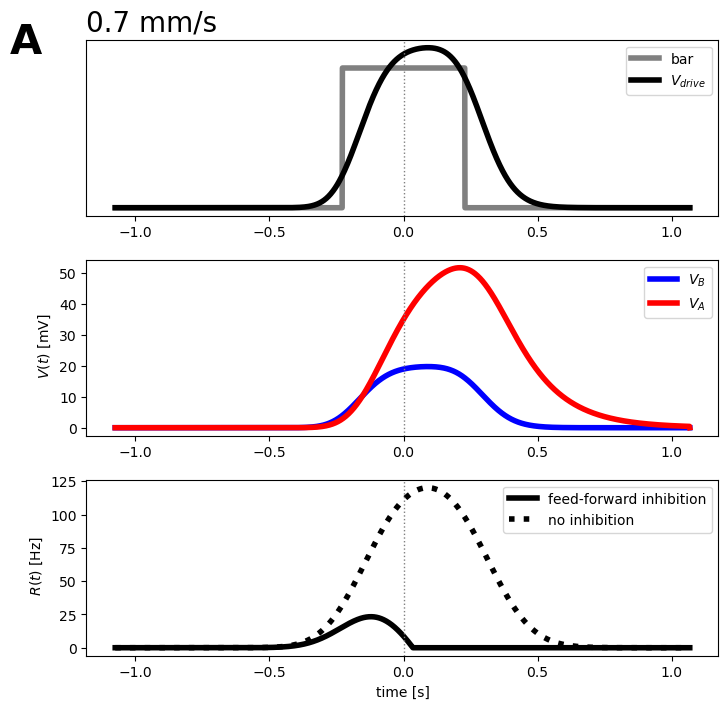 A
0.7 mm/s
bar
V_drive
−1.0 −0.5 0.0 0.5 1.0
V(t) [mV]
50
40
30
20
10
0
V_B
V_A
−1.0 −0.5 0.0 0.5 1.0
R(t) [Hz]
125
100
75
50
25
0
feed-forward inhibition
no inhibition
−1.0 −0.5 0.0 0.5 1.0
time [s]